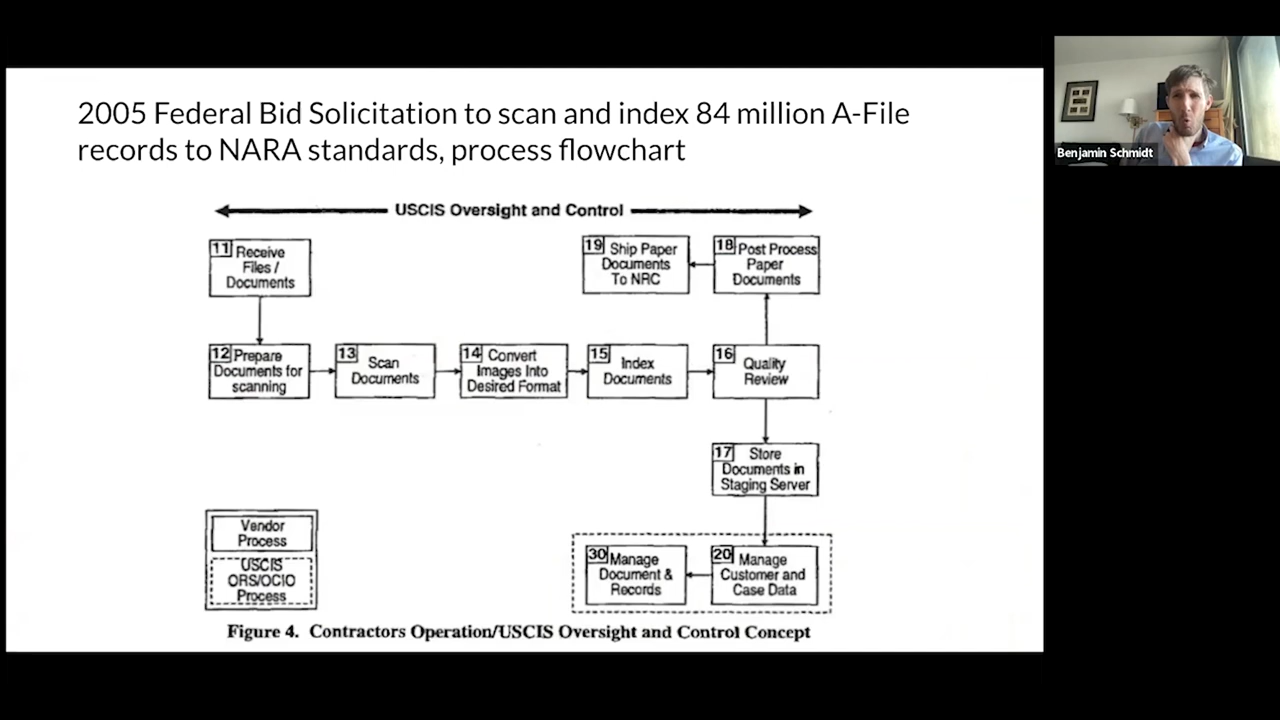 2005 Federal Bid Solicitation to scan and index 84 million A-File
records to NARA standards, process flowchart
Benjamin Schmidt
USCIS Oversight and Control
11 Receive
Files /
Documents
19 Ship Paper
Documents
To NRC
18 Post Process
Paper
Documents
12 Prepare
Documents for
scanning
13 Scan
Documents
14 Convert
Images Into
Desired Format
15 Index
Documents
16 Quality
Review
17 Store
Documents in
Staging Server
Vendor
Process
USCIS
ORS/OCIO
Process
30 Manage
Document &
Records
20 Manage
Customer and
Case Data
Figure 4. Contractors Operation/USCIS Oversight and Control Concept